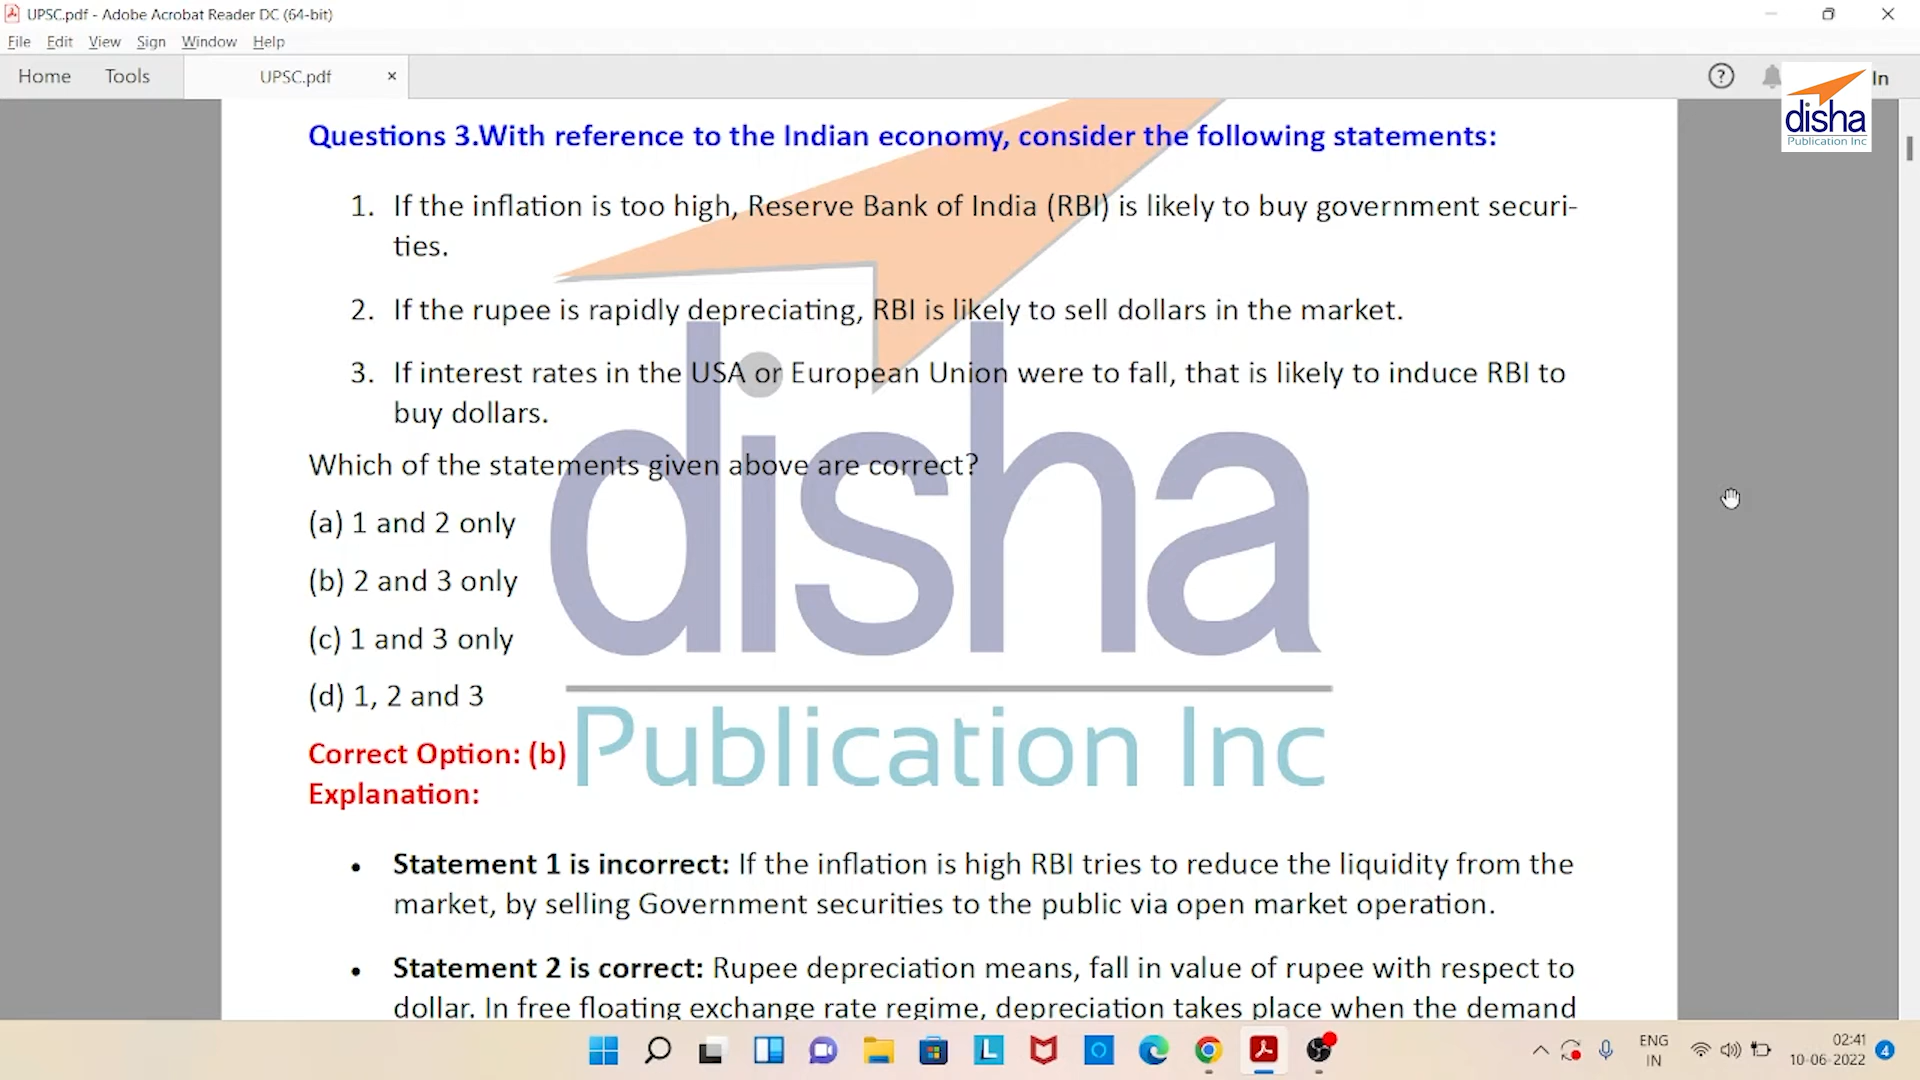 UPSC.pdf - Adobe Acrobat Reader DC (64-bit)
File Edit View Sign Window Help
Home Tools UPSC.pdf × ? In
disha
Publication Inc
Questions 3.With reference to the Indian economy, consider the following statements:
1. If the inflation is too high, Reserve Bank of India (RBI) is likely to buy government securi-
ties.
2. If the rupee is rapidly depreciating, RBI is likely to sell dollars in the market.
3. If interest rates in the USA or European Union were to fall, that is likely to induce RBI to
buy dollars.
Which of the statements given above are correct?
(a) 1 and 2 only
(b) 2 and 3 only
(c) 1 and 3 only
(d) 1, 2 and 3
disha
Publication Inc
Correct Option: (b)
Explanation:
• Statement 1 is incorrect: If the inflation is high RBI tries to reduce the liquidity from the
market, by selling Government securities to the public via open market operation.
• Statement 2 is correct: Rupee depreciation means, fall in value of rupee with respect to
dollar. In free floating exchange rate regime, depreciation takes place when the demand
ENG
IN
02:41
10-06-2022
4